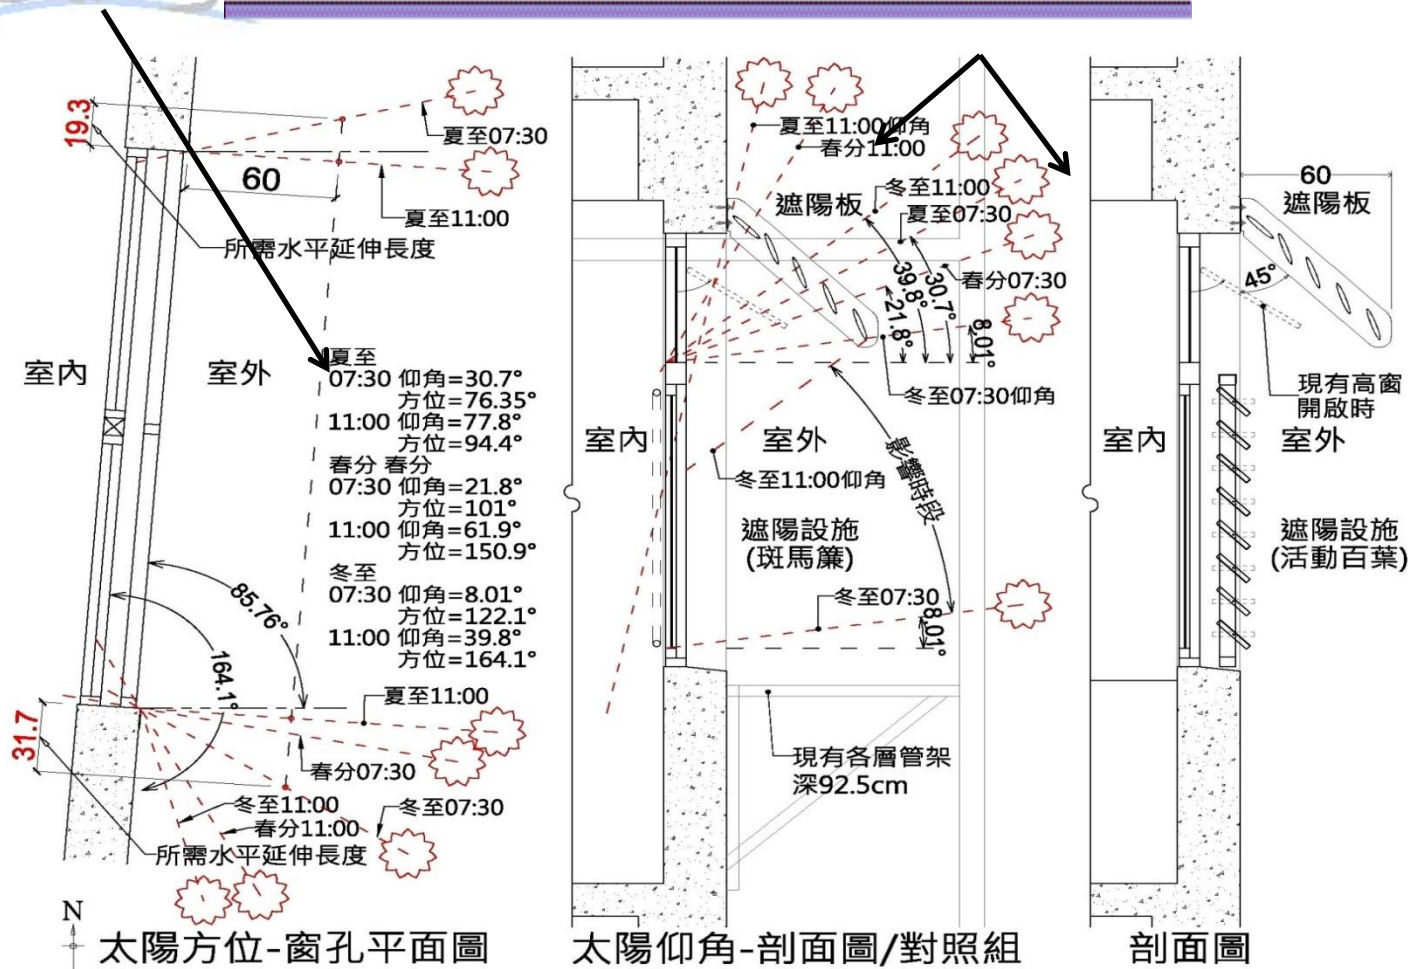 19.3
夏至07:30
60
夏至11:00
所需水平延伸長度
室內
室外
夏至
07:30 仰角=30.7°
方位=76.35°
11:00 仰角=77.8°
方位=94.4°
春分 春分
07:30 仰角=21.8°
方位=101°
11:00 仰角=61.9°
方位=150.9°
冬至
07:30 仰角=8.01°
方位=122.1°
11:00 仰角=39.8°
方位=164.1°
85.76°
164.1°
夏至11:00
31.7
春分07:30
冬至11:00
冬至07:30
春分11:00
所需水平延伸長度
N
太陽方位-窗孔平面圖
夏至11:00仰角
春分11:00
冬至11:00
遮陽板
夏至07:30
春分07:30
39.8°
30.7°
21.8°
8.01°
冬至07:30仰角
室內
室外
影響時段
冬至11:00仰角
遮陽設施
(斑馬簾)
冬至07:30
8.01°
現有各層管架
深92.5cm
太陽仰角-剖面圖/對照組
60
遮陽板
45°
現有高窗
開啟時
室內
室外
遮陽設施
(活動百葉)
剖面圖